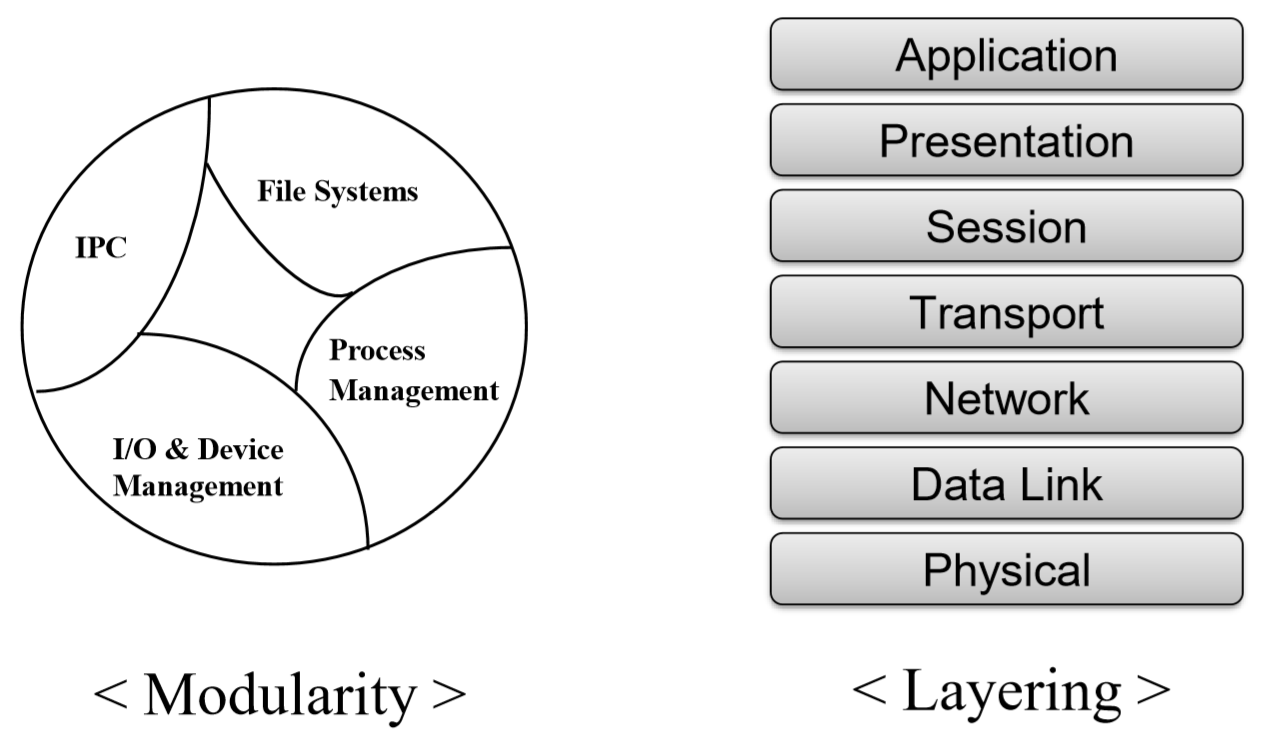 IPC
File Systems
Process
Management
I/O & Device
Management
< Modularity >
Application
Presentation
Session
Transport
Network
Data Link
Physical
< Layering >